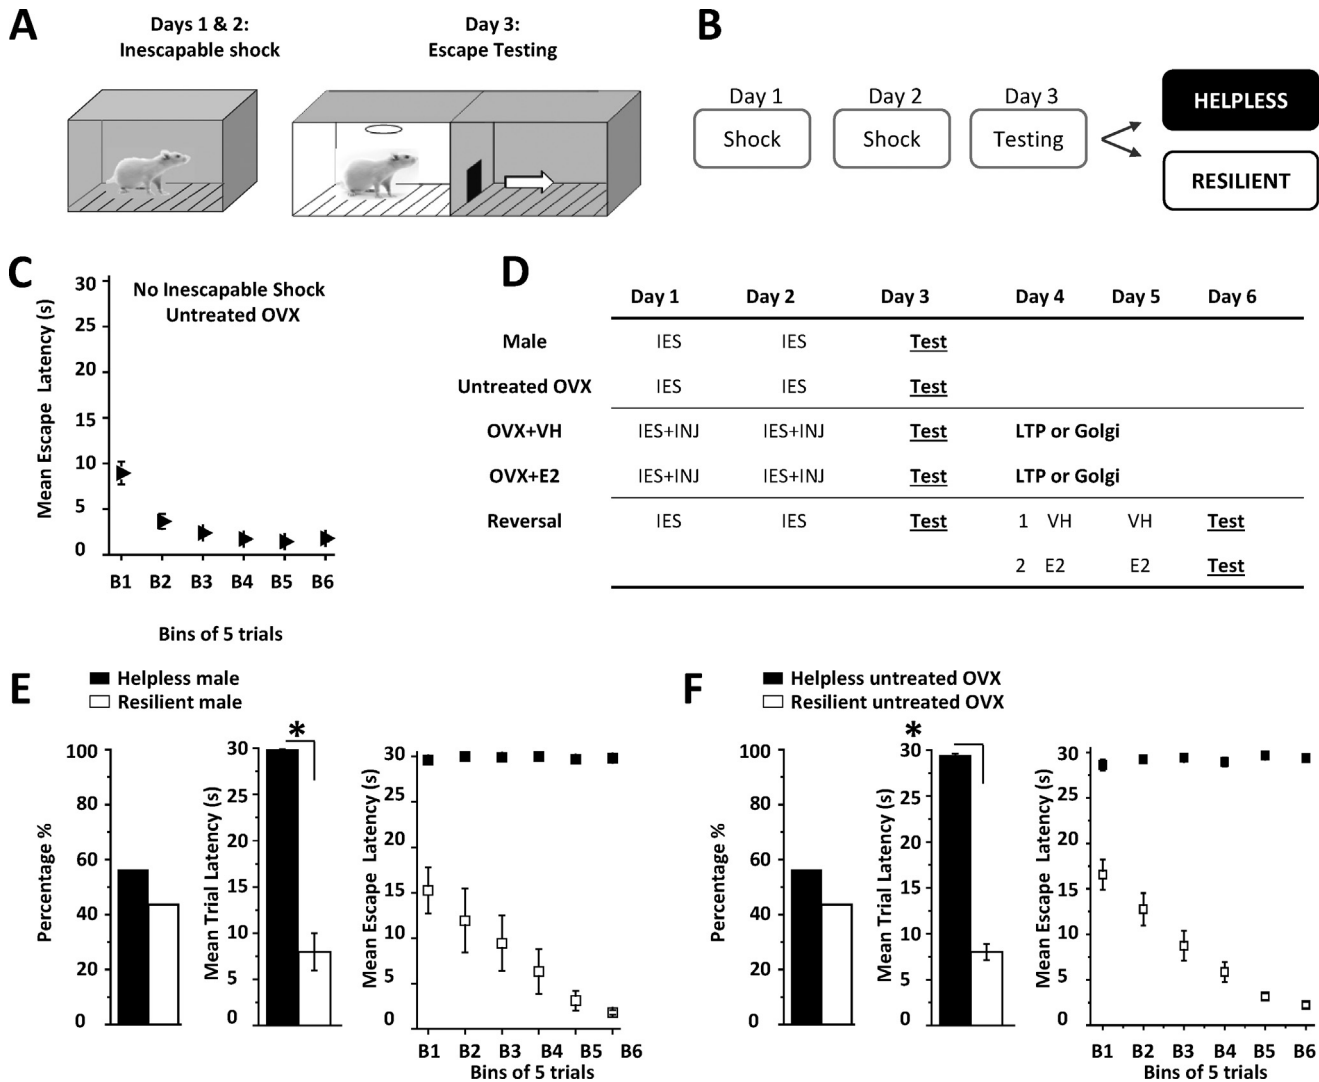 A
Days 1 & 2:
Inescapable shock
Day 3:
Escape Testing
B
Day 1
Shock
Day 2
Shock
Day 3
Testing
HELPLESS
RESILIENT
C
No Inescapable Shock
Untreated OVX
Mean Escape Latency (s)
30
25
20
15
10
5
0
B1 B2 B3 B4 B5 B6
Bins of 5 trials
D
Day 1 Day 2 Day 3 Day 4 Day 5 Day 6
Male IES IES Test
Untreated OVX IES IES Test
OVX+VH IES+INJ IES+INJ Test LTP or Golgi
OVX+E2 IES+INJ IES+INJ Test LTP or Golgi
Reversal IES IES Test 1 VH VH Test
2 E2 E2 Test
E
Helpless male
Resilient male
Percentage %
100
80
60
40
20
0
Mean Trial Latency (s)
30
25
20
15
10
5
0
*
Mean Escape Latency (s)
30
25
20
15
10
5
0
B1 B2 B3 B4 B5 B6
Bins of 5 trials
F
Helpless untreated OVX
Resilient untreated OVX
Percentage %
100
80
60
40
20
0
Mean Trial Latency (s)
30
25
20
15
10
5
0
*
Mean Escape Latency (s)
30
25
20
15
10
5
0
B1 B2 B3 B4 B5 B6
Bins of 5 trials